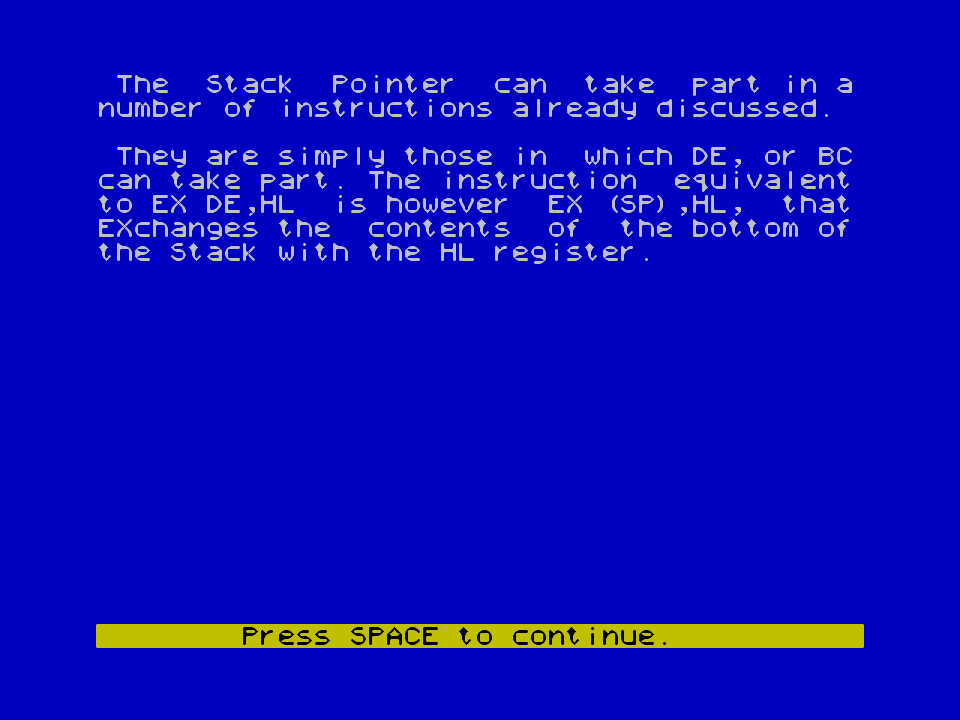 The Stack Pointer can take part in a
number of instructions already discussed.
They are simply those in which DE, or BC
can take part. The instruction equivalent
to EX DE,HL is however EX (SP),HL, that
EXchanges the contents of the bottom of
the Stack with the HL register.
Press SPACE to continue.